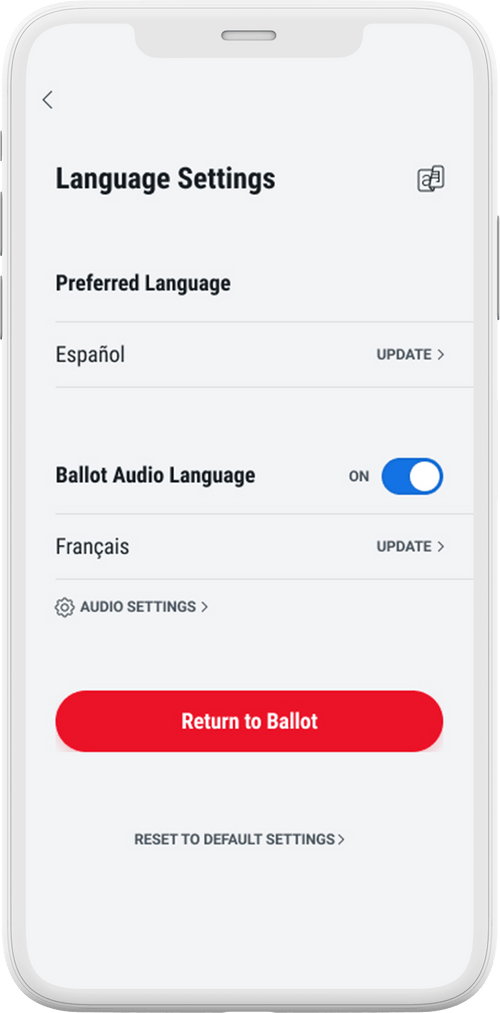 Language Settings
Preferred Language
Español UPDATE
Ballot Audio Language ON
Français UPDATE
AUDIO SETTINGS
Return to Ballot
RESET TO DEFAULT SETTINGS